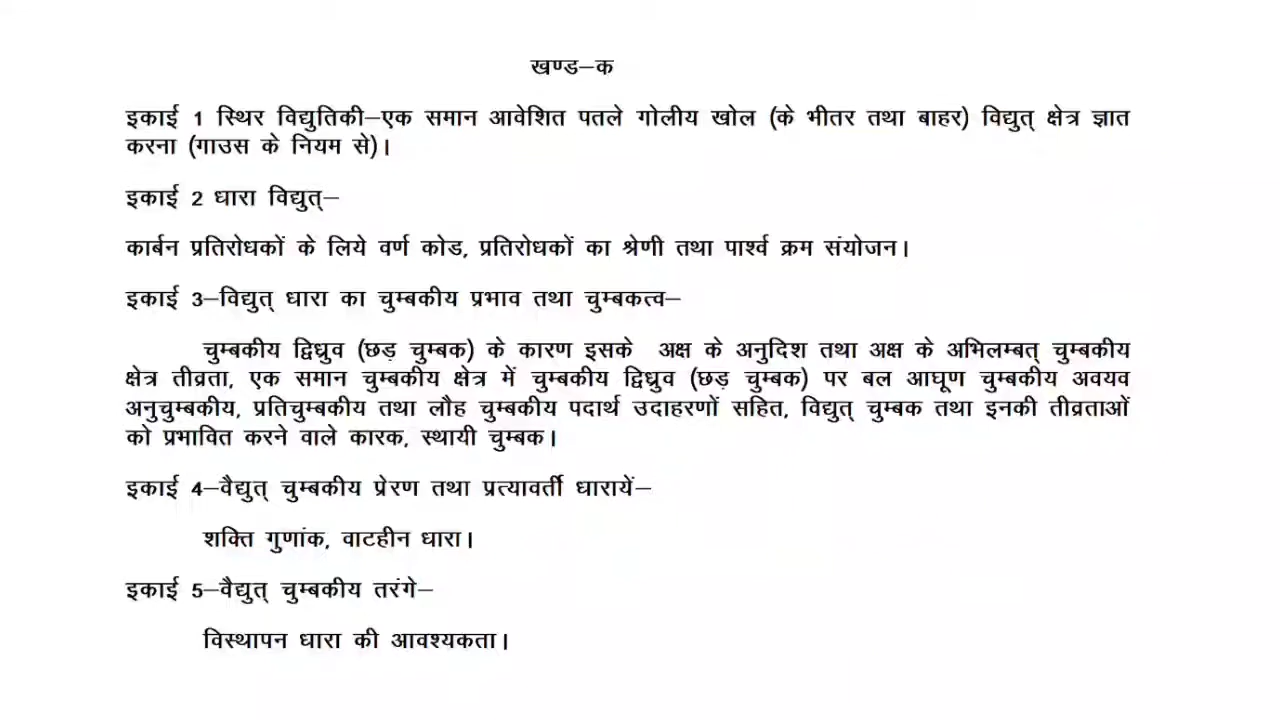 खण्ड–क
इकाई 1 स्थिर विद्युतिकी–एक समान आवेशित पतले गोलीय खोल (के भीतर तथा बाहर) विद्युत् क्षेत्र ज्ञात
करना (गाउस के नियम से)।
इकाई 2 धारा विद्युत्–
कार्बन प्रतिरोधकों के लिये वर्ण कोड, प्रतिरोधकों का श्रेणी तथा पार्श्व क्रम संयोजन।
इकाई 3–विद्युत् धारा का चुम्बकीय प्रभाव तथा चुम्बकत्व–
चुम्बकीय द्विध्रुव (छड़ चुम्बक) के कारण इसके अक्ष के अनुदिश तथा अक्ष के अभिलम्बत् चुम्बकीय
क्षेत्र तीव्रता, एक समान चुम्बकीय क्षेत्र में चुम्बकीय द्विध्रुव (छड़ चुम्बक) पर बल आघूण चुम्बकीय अवयव
अनुचुम्बकीय, प्रतिचुम्बकीय तथा लौह चुम्बकीय पदार्थ उदाहरणों सहित, विद्युत् चुम्बक तथा इनकी तीव्रताओं
को प्रभावित करने वाले कारक, स्थायी चुम्बक।
इकाई 4–वैद्युत् चुम्बकीय प्रेरण तथा प्रत्यावर्ती धारायें–
शक्ति गुणांक, वाटहीन धारा।
इकाई 5–वैद्युत् चुम्बकीय तरंगे–
विस्थापन धारा की आवश्यकता।